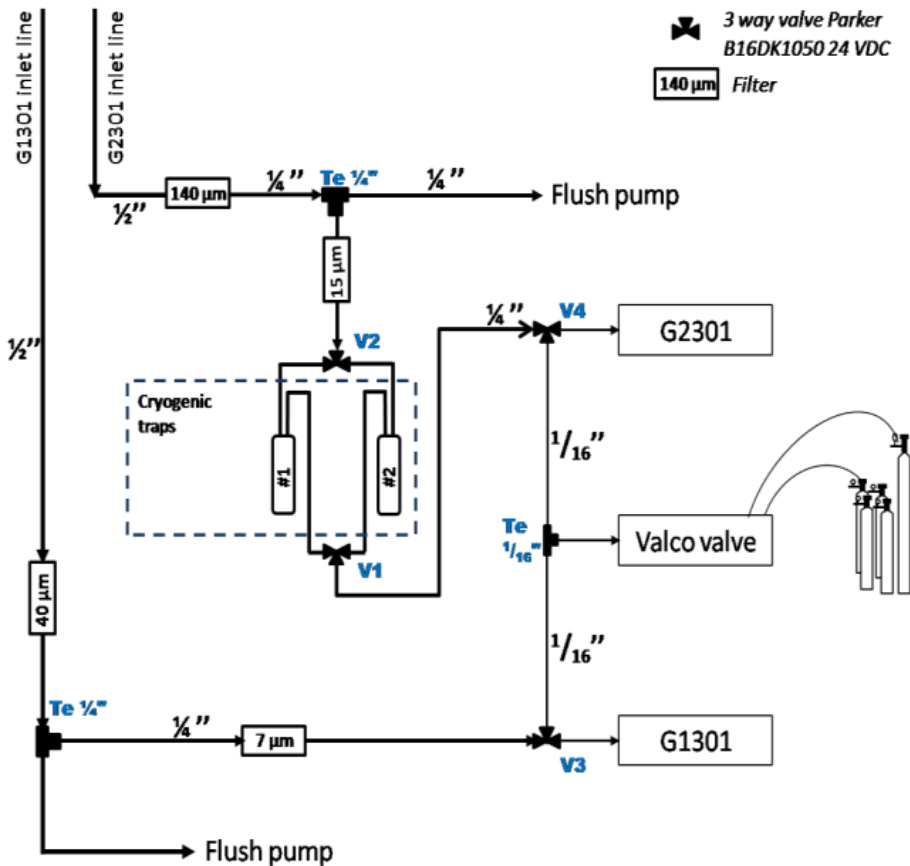 3 way valve Parker
B16DK1050 24 VDC
140 µm Filter
G1301 inlet line
G2301 inlet line
½”
140 µm
¼”
Te ¼”
¼”
Flush pump
15 µm
V2
¼”
V4
G2301
½”
Cryogenic
traps
#1
#2
V1
1/16”
Te
1/16”
Valco valve
1/16”
40 µm
Te ¼”
¼”
7 µm
V3
G1301
Flush pump